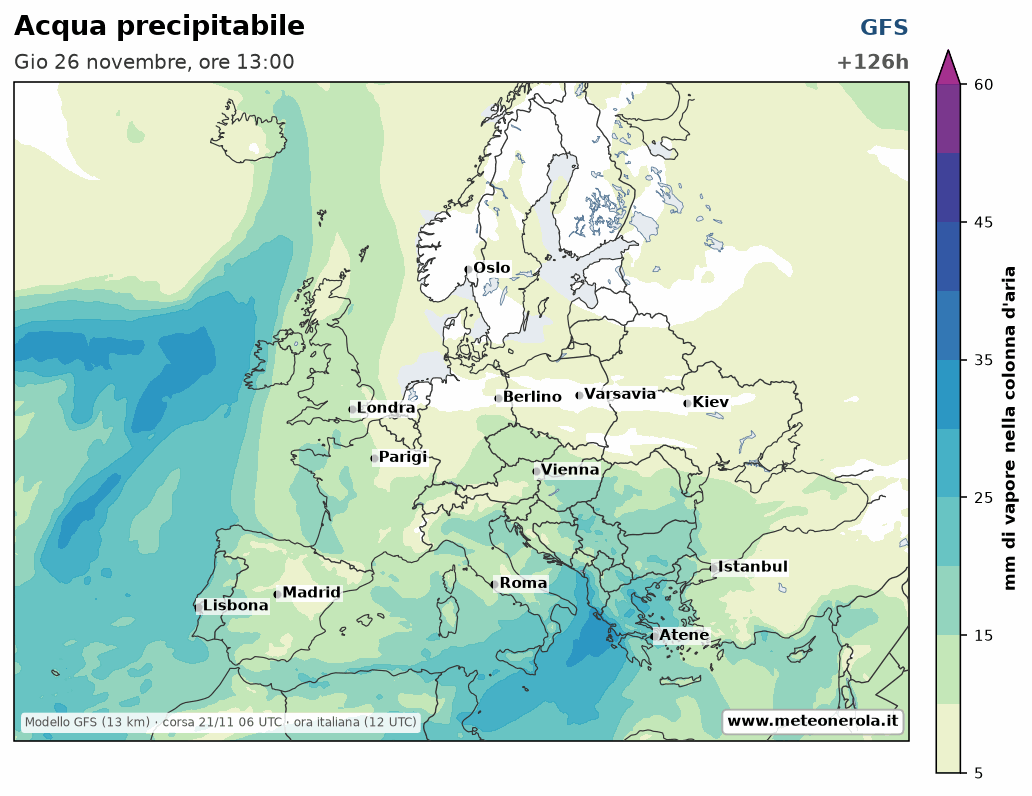 Acqua precipitabile
GFS
Gio 26 novembre, ore 13:00
+126h
60
45
35
25
15
5
mm di vapore nella colonna d'aria
Oslo
Londra
Berlino
Varsavia
Kiev
Parigi
Vienna
Istanbul
Roma
Madrid
Lisbona
Atene
Modello GFS (13 km) · corsa 21/11 06 UTC · ora italiana (12 UTC)
www.meteonerola.it